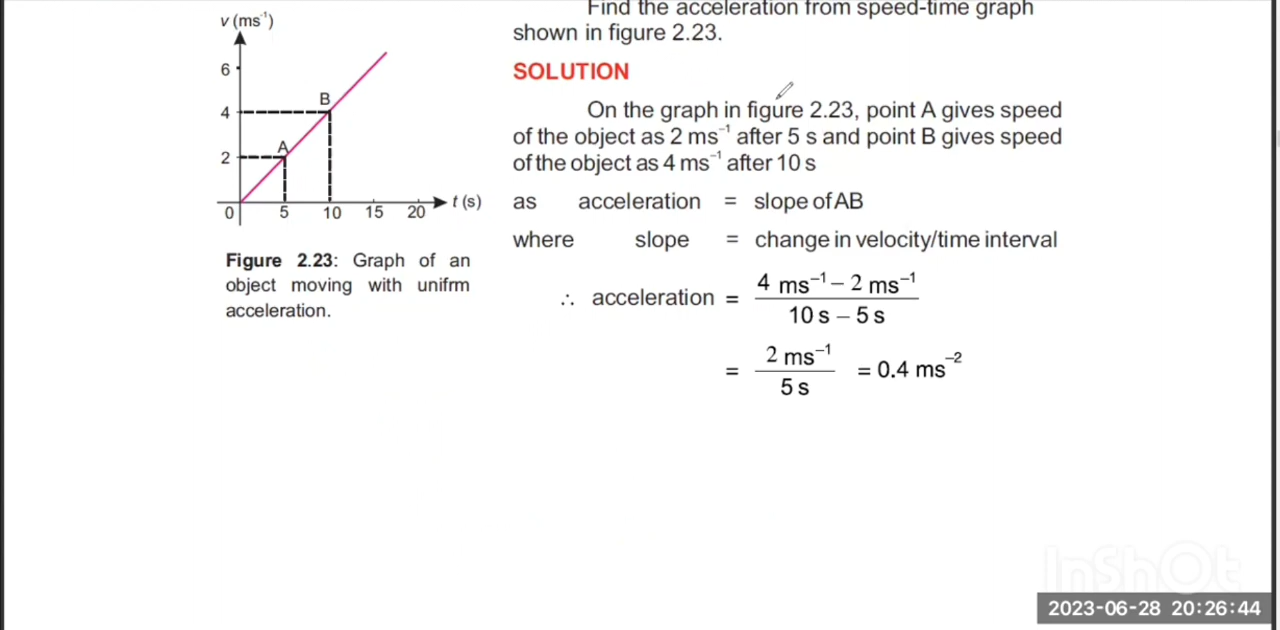 v (ms⁻¹)
6
4
2
0
5
10
15
20
t (s)
A
B
Figure 2.23: Graph of an
object moving with unifrm
acceleration.
Find the acceleration from speed-time graph
shown in figure 2.23.
SOLUTION
On the graph in figure 2.23, point A gives speed
of the object as 2 ms⁻¹ after 5 s and point B gives speed
of the object as 4 ms⁻¹ after 10 s
as acceleration = slope of AB
where slope = change in velocity/time interval
∴ acceleration = 4 ms⁻¹ – 2 ms⁻¹
10 s – 5 s
= 2 ms⁻¹
5 s
= 0.4 ms⁻²
InShOt
2023-06-28 20:26:44